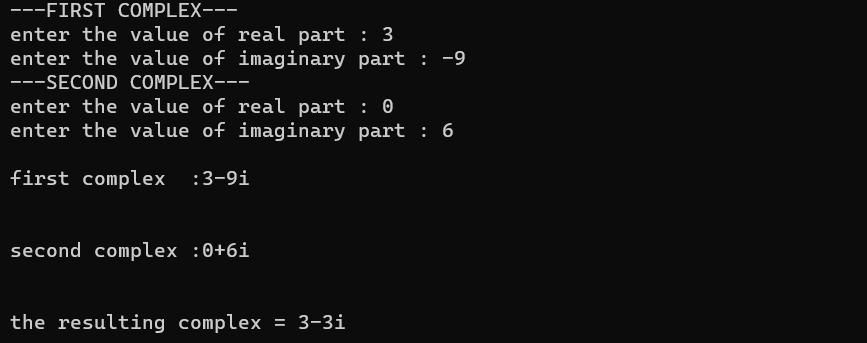 ---FIRST COMPLEX---
enter the value of real part : 3
enter the value of imaginary part : -9
---SECOND COMPLEX---
enter the value of real part : 0
enter the value of imaginary part : 6
first complex  :3-9i
second complex :0+6i
the resulting complex = 3-3i